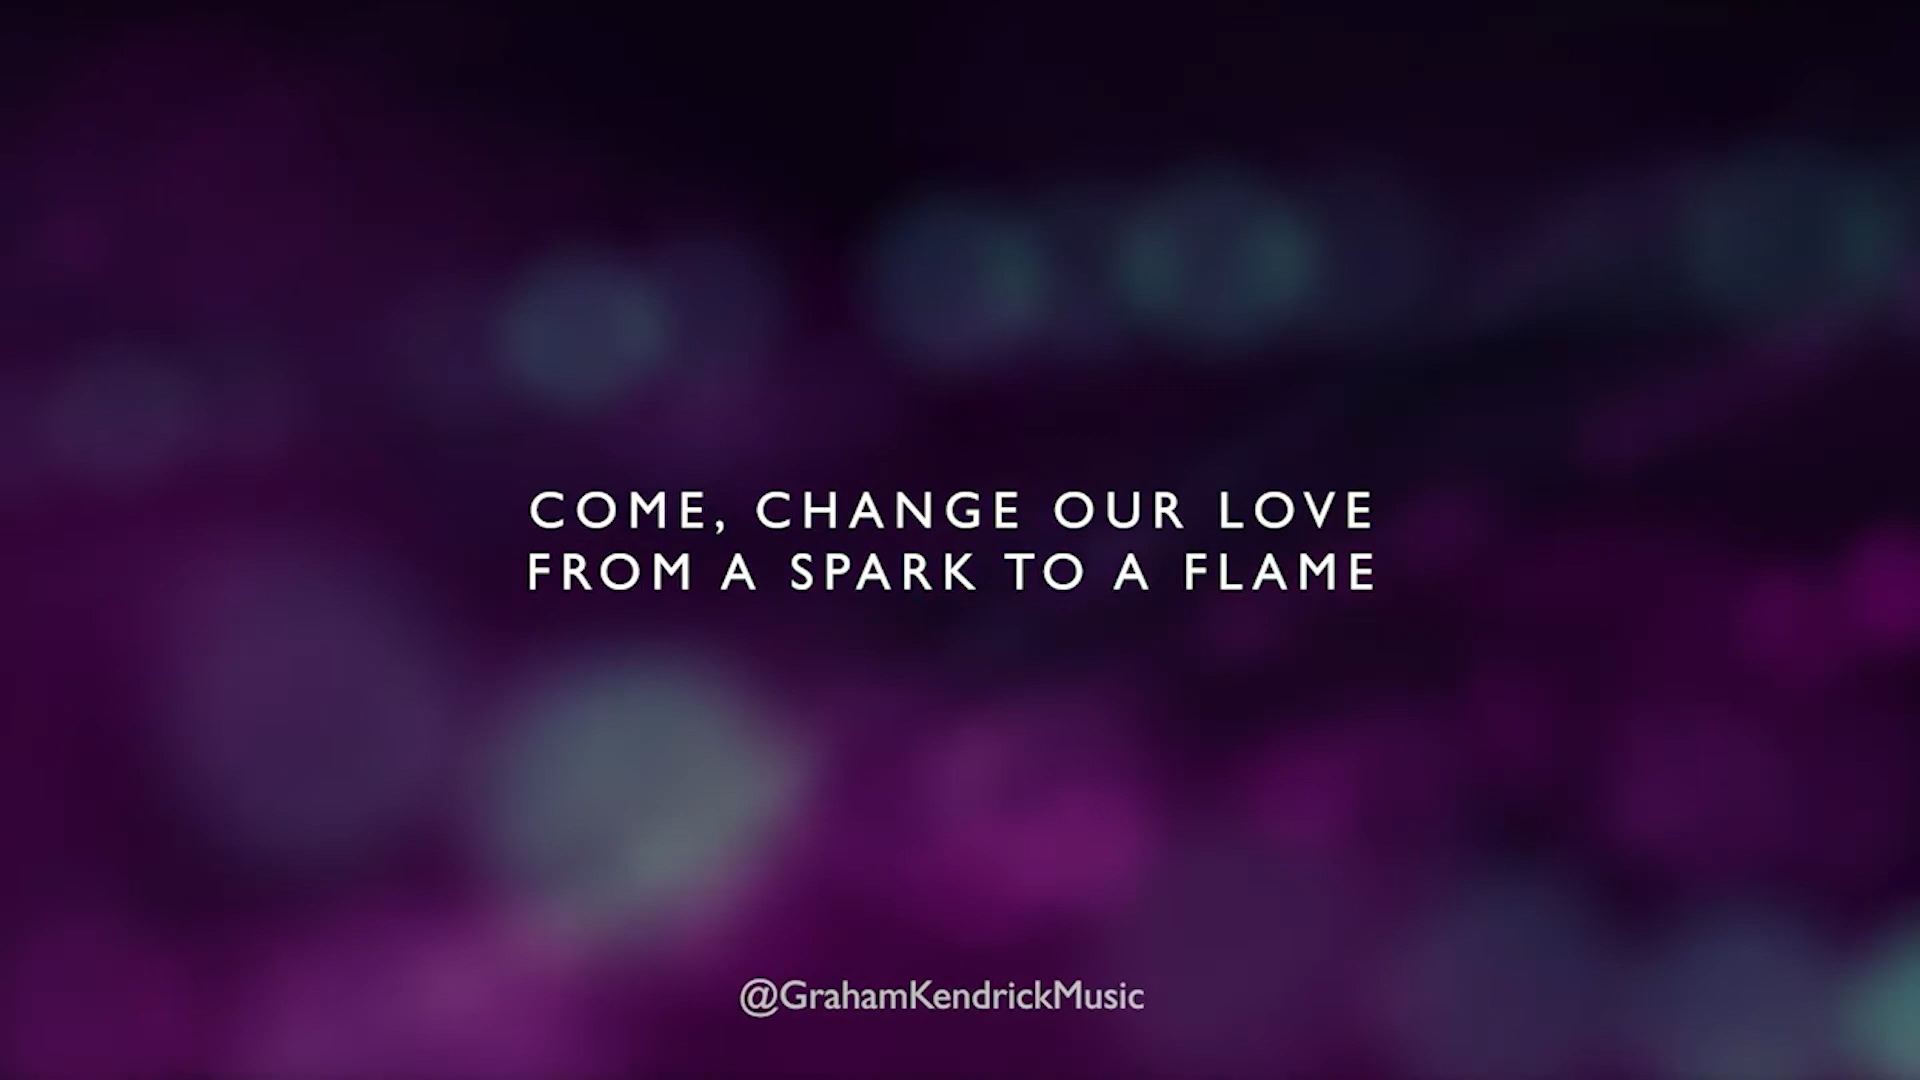 COME, CHANGE OUR LOVE
FROM A SPARK TO A FLAME
@GrahamKendrickMusic